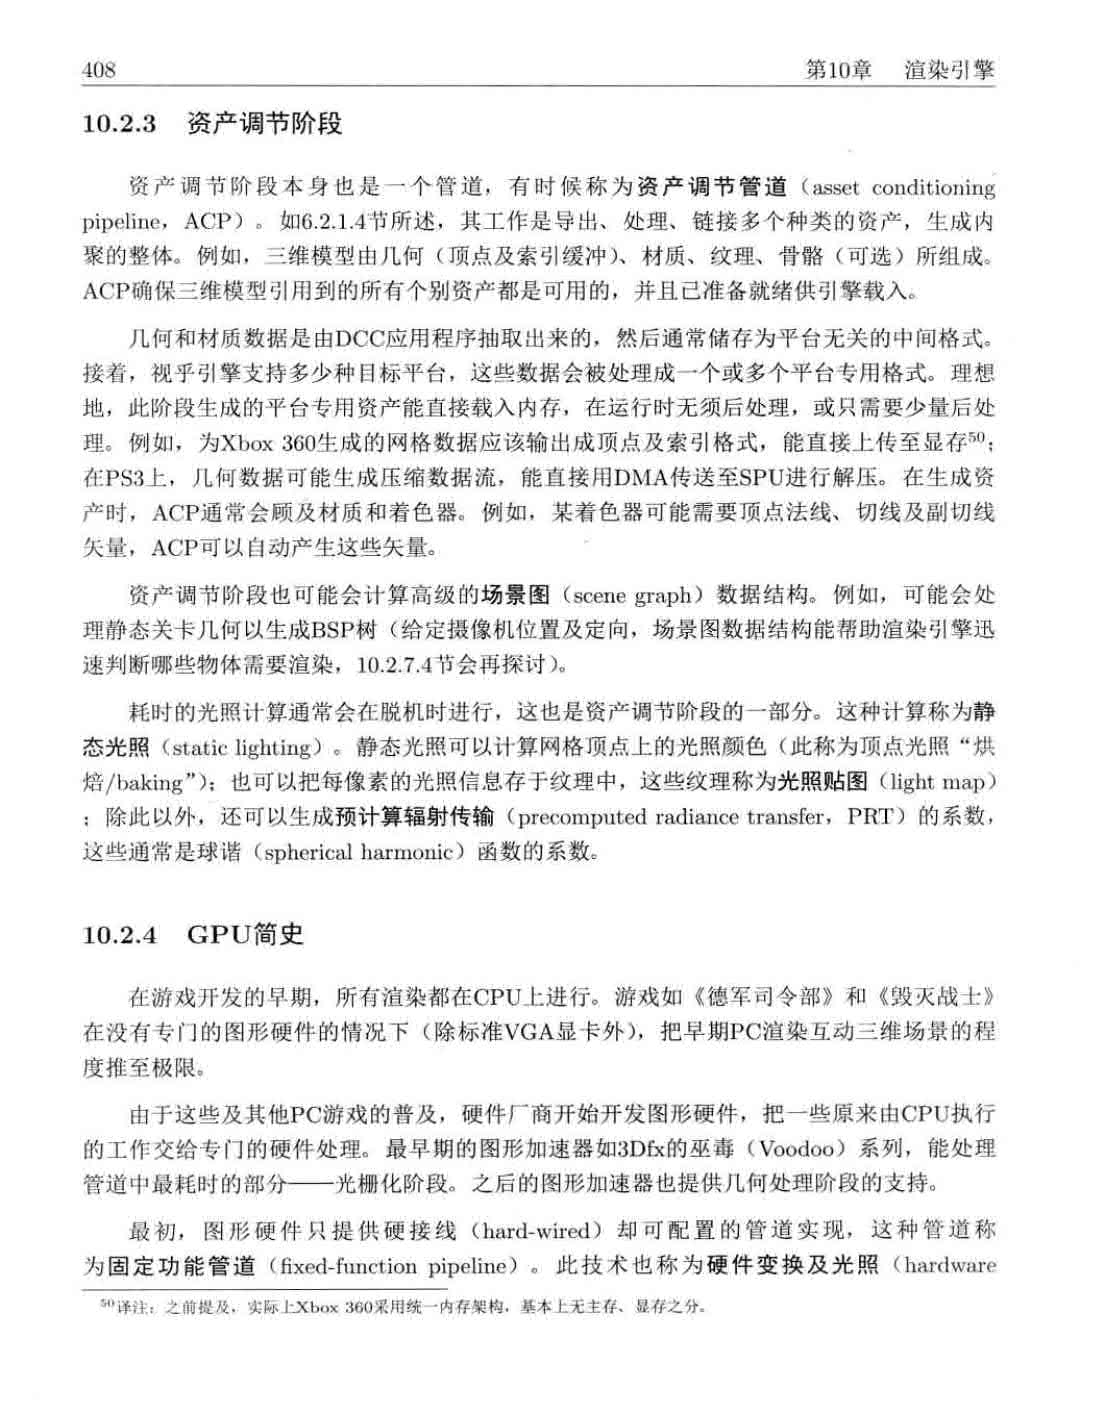 408
第10章 渲染引擎
10.2.3 资产调节阶段
资产调节阶段本身也是一个管道，有时候称为资产调节管道（asset conditioning
pipeline，ACP）。如6.2.1.4节所述，其工作是导出、处理、链接多个种类的资产，生成内
聚的整体。例如，三维模型由几何（顶点及索引缓冲）、材质、纹理、骨骼（可选）所组成。
ACP确保三维模型引用到的所有个别资产都是可用的，并且已准备就绪供引擎载入。
几何和材质数据是由DCC应用程序抽取出来的，然后通常储存为平台无关的中间格式。
接着，视乎引擎支持多少种目标平台，这些数据会被处理成一个或多个平台专用格式。理想
地，此阶段生成的平台专用资产能直接载入内存，在运行时无须后处理，或只需要少量后处
理。例如，为Xbox 360生成的网格数据应该输出成顶点及索引格式，能直接上传至显存⁵⁰；
在PS3上，几何数据可能生成压缩数据流，能直接用DMA传送至SPU进行解压。在生成资
产时，ACP通常会顾及材质和着色器。例如，某着色器可能需要顶点法线、切线及副切线
矢量，ACP可以自动产生这些矢量。
资产调节阶段也可能会计算高级的场景图（scene graph）数据结构。例如，可能会处
理静态关卡几何以生成BSP树（给定摄像机位置及定向，场景图数据结构能帮助渲染引擎迅
速判断哪些物体需要渲染，10.2.7.4节会再探讨）。
耗时的光照计算通常会在脱机时进行，这也是资产调节阶段的一部分。这种计算称为静
态光照（static lighting）。静态光照可以计算网格顶点上的光照颜色（此称为顶点光照“烘
焙/baking”）；也可以把每像素的光照信息存于纹理中，这些纹理称为光照贴图（light map）
；除此以外，还可以生成预计算辐射传输（precomputed radiance transfer，PRT）的系数，
这些通常是球谐（spherical harmonic）函数的系数。
10.2.4 GPU简史
在游戏开发的早期，所有渲染都在CPU上进行。游戏如《德军司令部》和《毁灭战士》
在没有专门的图形硬件的情况下（除标准VGA显卡外），把早期PC渲染互动三维场景的程
度推至极限。
由于这些及其他PC游戏的普及，硬件厂商开始开发图形硬件，把一些原来由CPU执行
的工作交给专门的硬件处理。最早期的图形加速器如3Dfx的巫毒（Voodoo）系列，能处理
管道中最耗时的部分——光栅化阶段。之后的图形加速器也提供几何处理阶段的支持。
最初，图形硬件只提供硬接线（hard-wired）却可配置的管道实现，这种管道称
为固定功能管道（fixed-function pipeline）。此技术也称为硬件变换及光照（hardware
⁵⁰译注：之前提及，实际上Xbox 360采用统一内存架构，基本上无主存、显存之分。